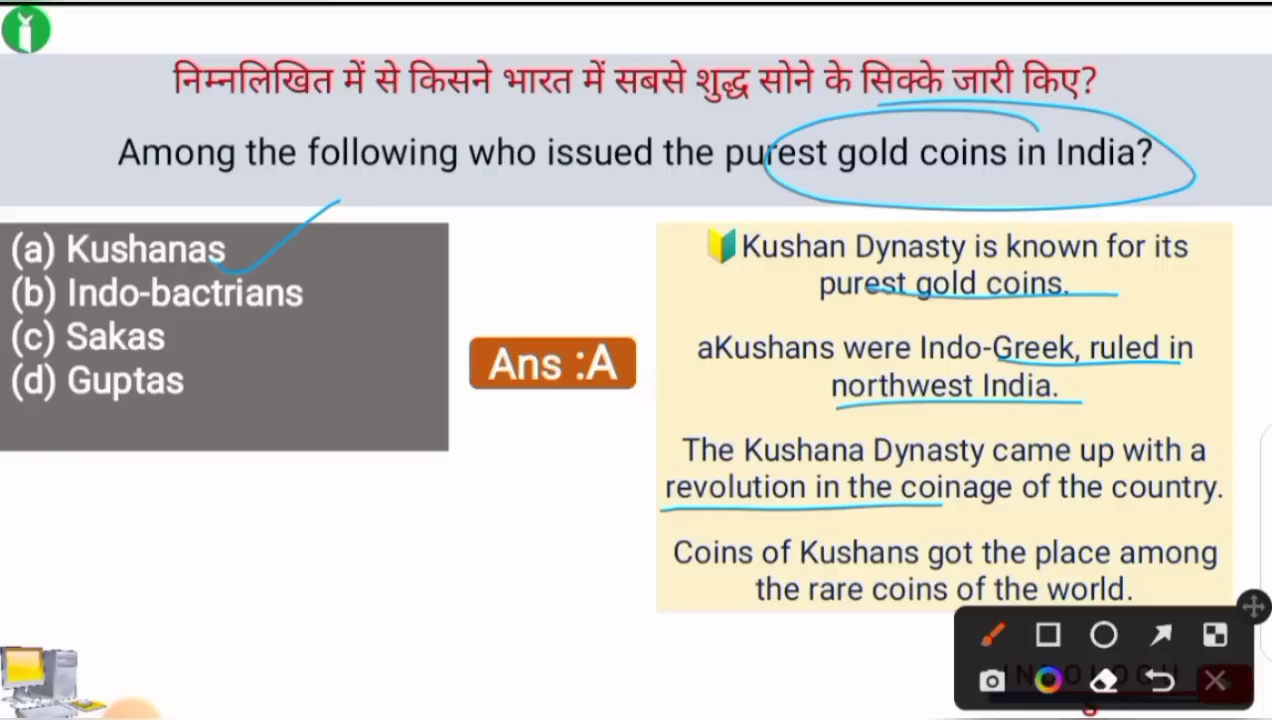 निम्नलिखित में से किसने भारत में सबसे शुद्ध सोने के सिक्के जारी किए?
Among the following who issued the purest gold coins in India?
(a) Kushanas
(b) Indo-bactrians
(c) Sakas
(d) Guptas
Ans :A
Kushan Dynasty is known for its
purest gold coins.
aKushans were Indo-Greek, ruled in
northwest India.
The Kushana Dynasty came up with a
revolution in the coinage of the country.
Coins of Kushans got the place among
the rare coins of the world.